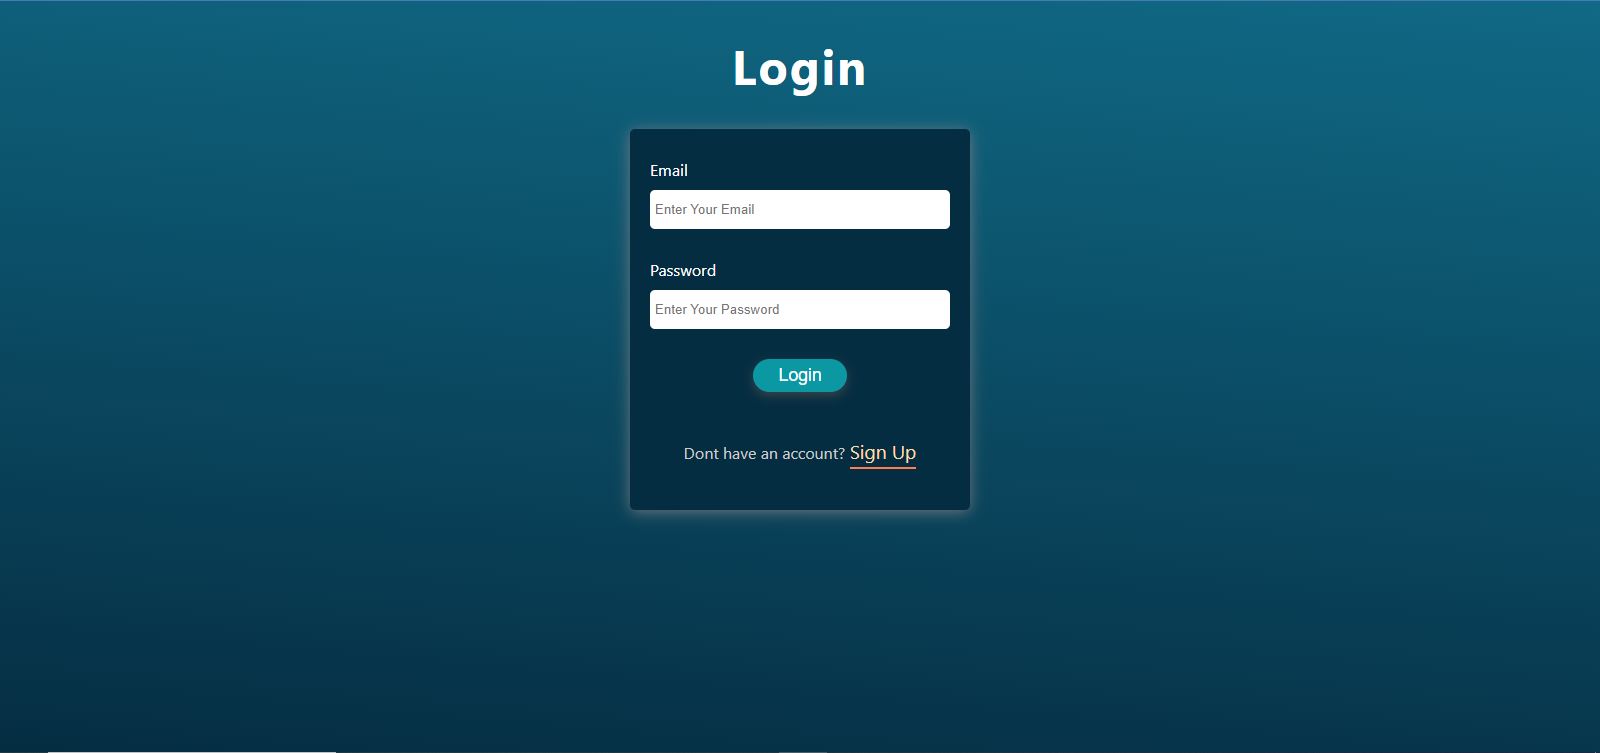 Login
Email
Enter Your Email
Password
Enter Your Password
Login
Dont have an account? Sign Up